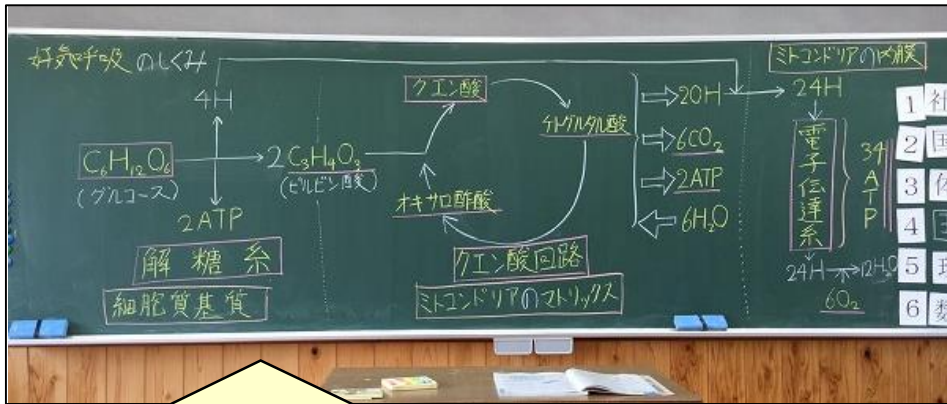 好気呼吸 のしくみ
4H
C₆H₁₂O₆
(グルコース)
2ATP
解糖系
細胞質基質
2C₃H₄O₃
(ピルビン酸)
クエン酸
ケトグルタル酸
オキサロ酢酸
クエン酸回路
ミトコンドリアのマトリックス
20H
6CO₂
2ATP
6H₂O
ミトコンドリアの内膜
24H
電子伝達系
34ATP
24H 12H₂O
6O₂
1 社
2 国
3 体
4
5 理
6 数